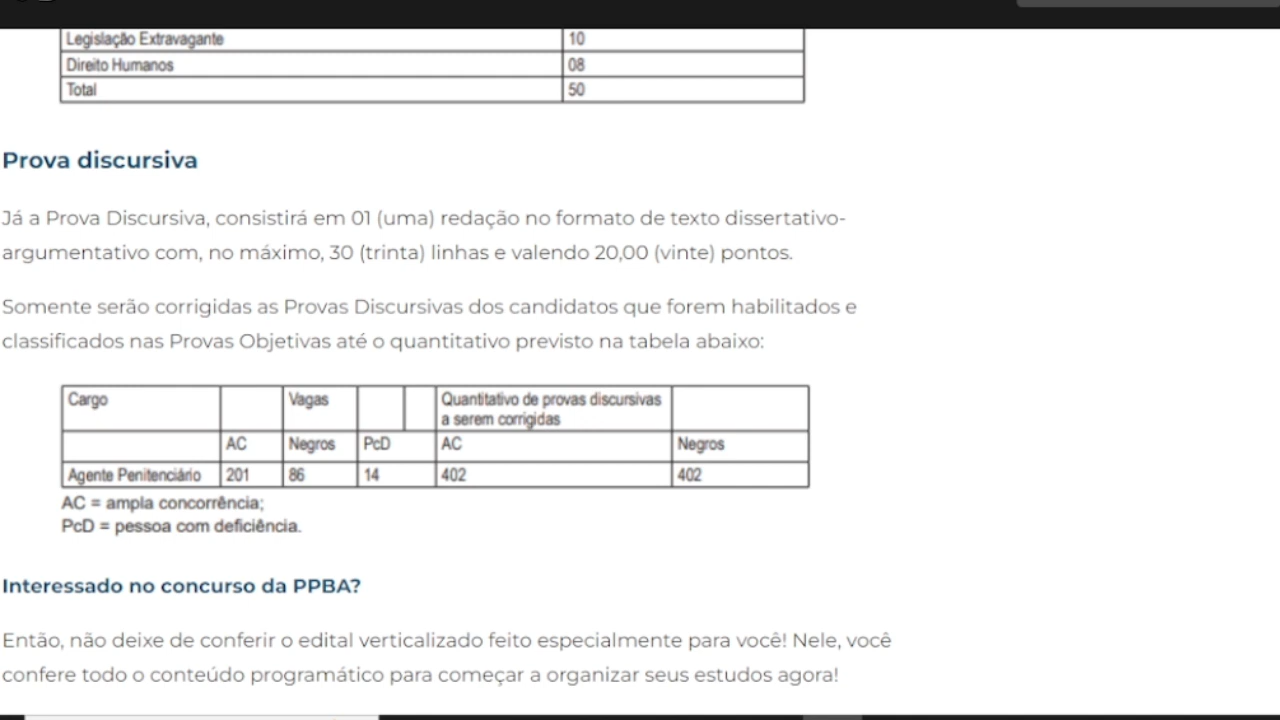 Legislação Extravagante 10
Direito Humanos 08
Total 50
Prova discursiva
Já a Prova Discursiva, consistirá em 01 (uma) redação no formato de texto dissertativo-
argumentativo com, no máximo, 30 (trinta) linhas e valendo 20,00 (vinte) pontos.
Somente serão corrigidas as Provas Discursivas dos candidatos que forem habilitados e
classificados nas Provas Objetivas até o quantitativo previsto na tabela abaixo:
Cargo Vagas Quantitativo de provas discursivas
a serem corrigidas
AC Negros PcD AC Negros
Agente Penitenciário 201 86 14 402 402
AC = ampla concorrência;
PcD = pessoa com deficiência.
Interessado no concurso da PPBA?
Então, não deixe de conferir o edital verticalizado feito especialmente para você! Nele, você
confere todo o conteúdo programático para começar a organizar seus estudos agora!